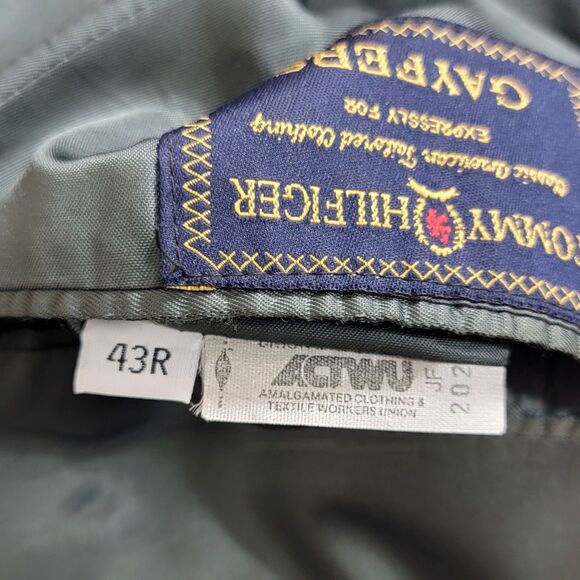 TOMMY HILFIGER
Classic American Tailored Clothing
EXPRESSLY FOR
GAYFERS
43R
ACTWU
AMALGAMATED CLOTHING &
TEXTILE WORKERS UNION
JF
202